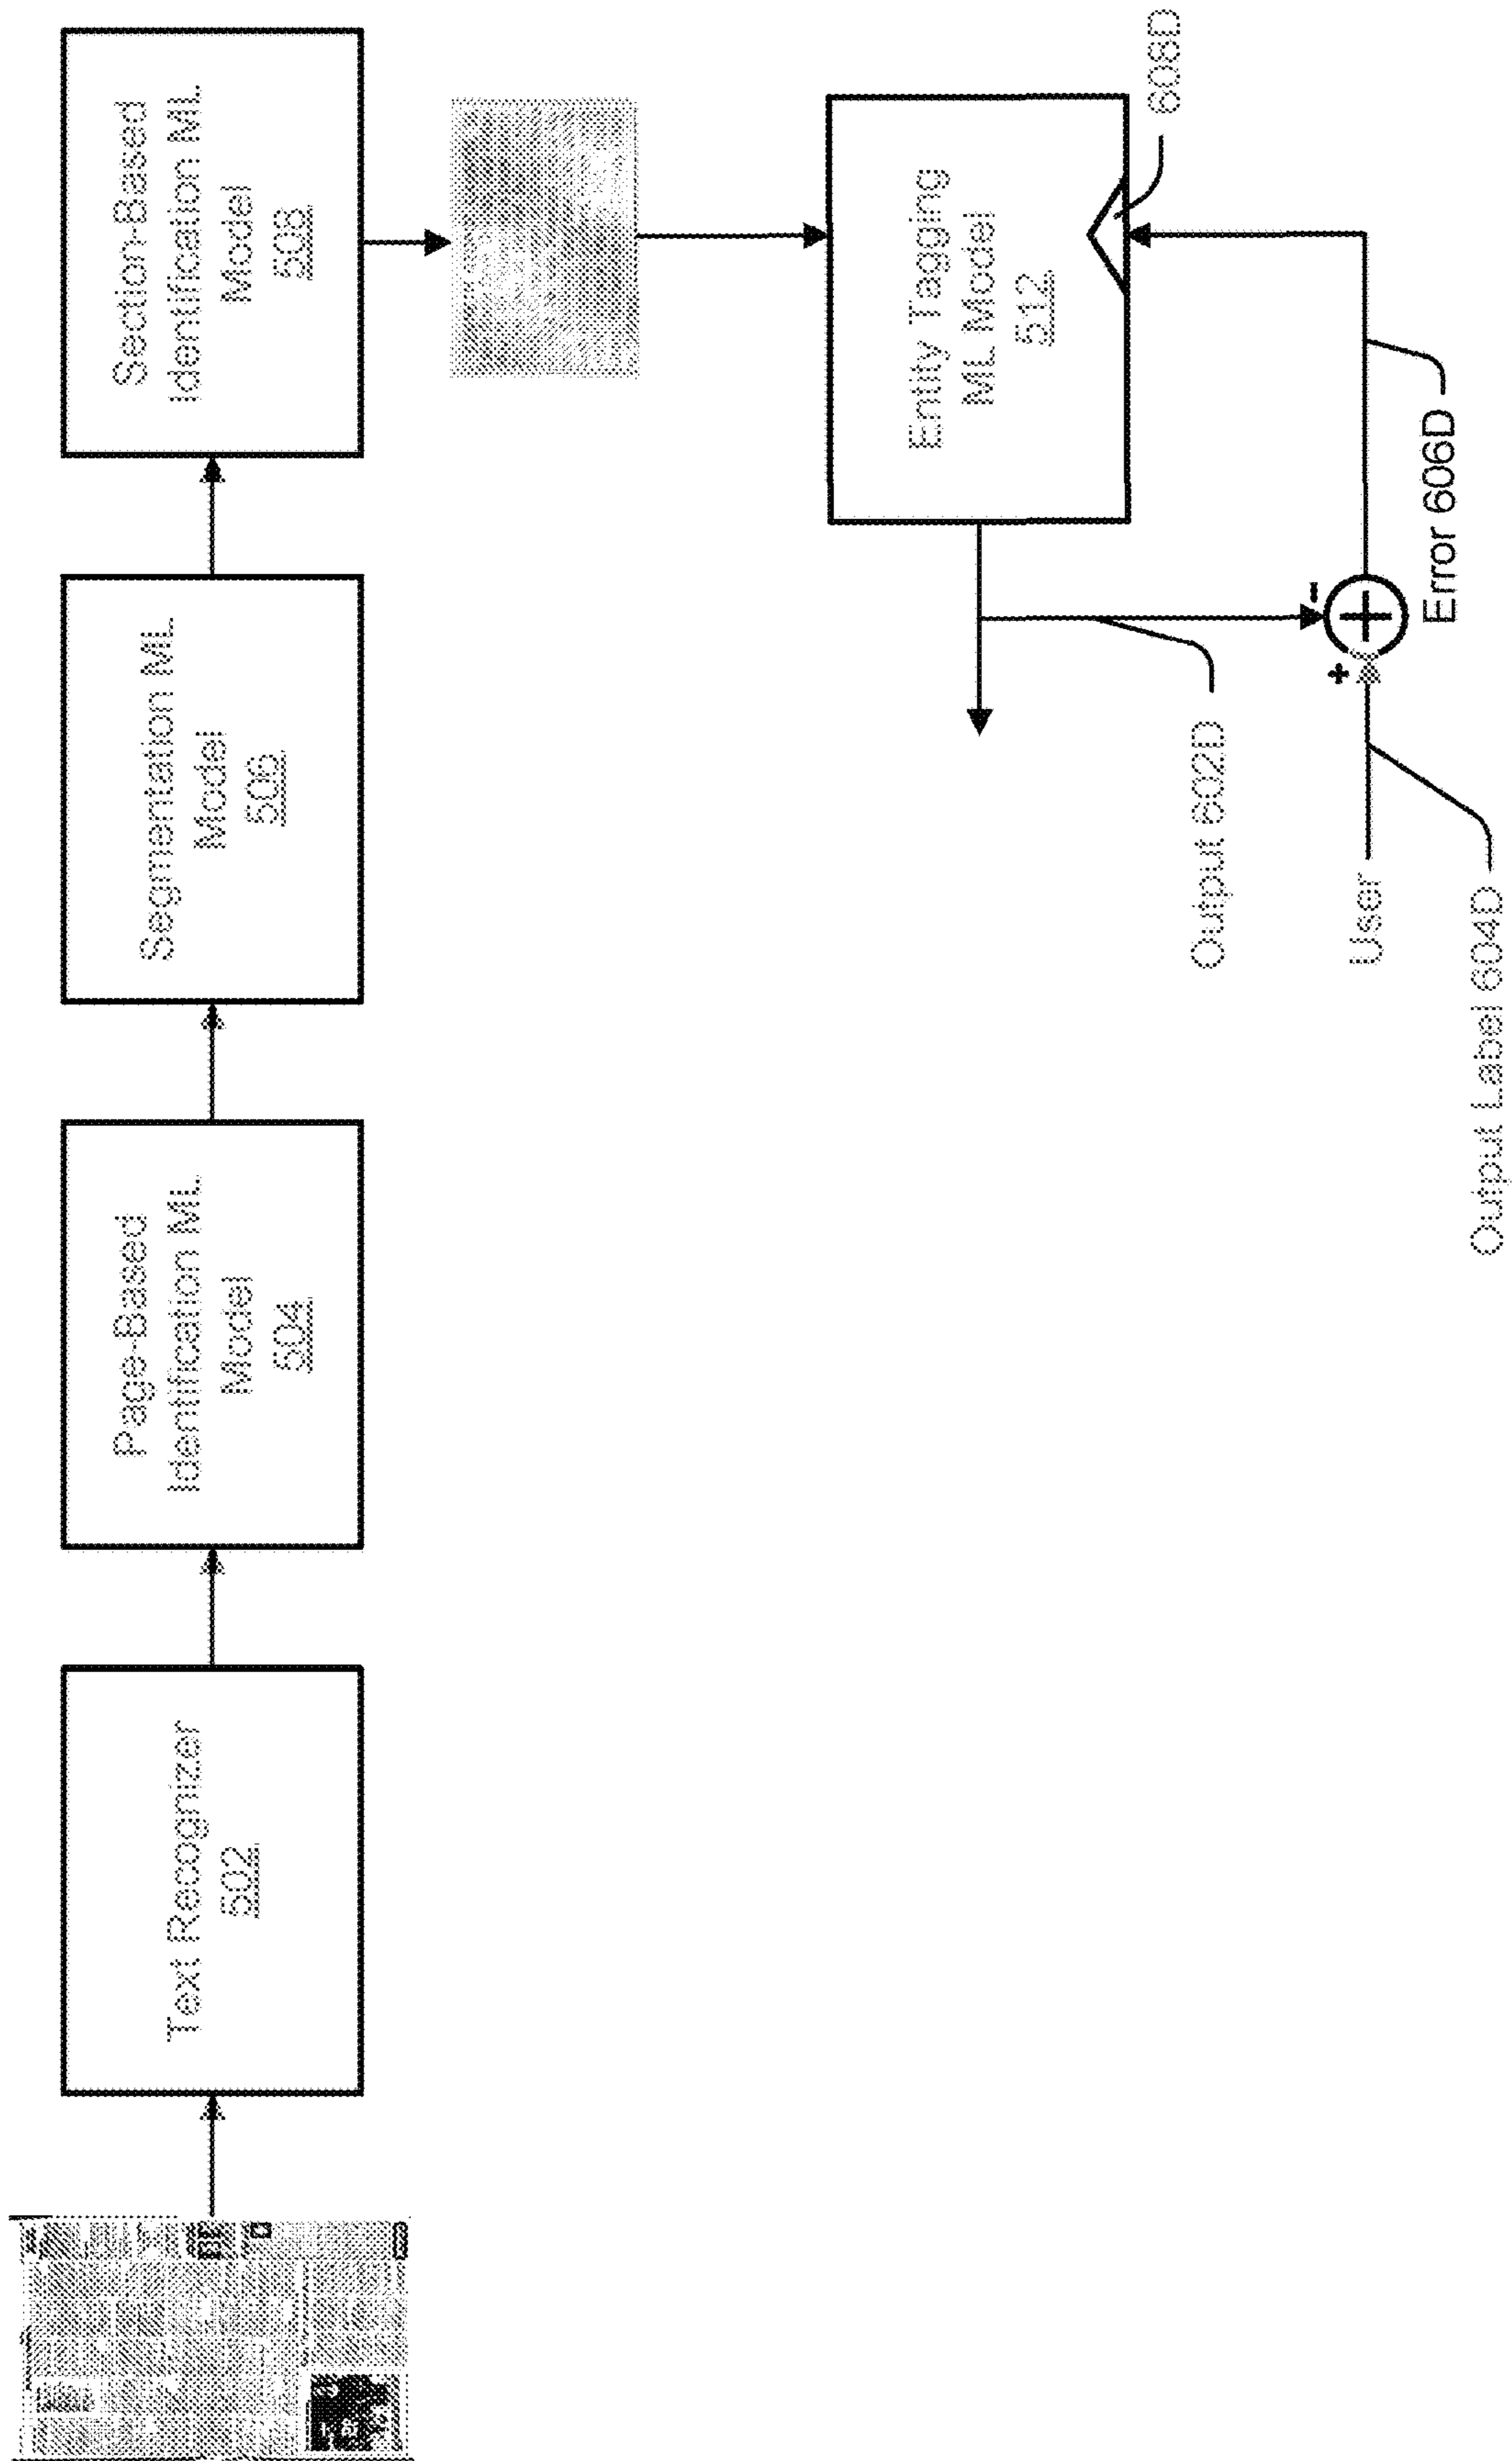 Text Recognizer
502
Page-Based
Identification ML
Model
504
Segmentation ML
Model
506
Section-Based
Identification ML
Model
508
Entity Tagging
ML Model
512
608D
Output 602D
+
-
Error 606D
User
Output Label 604D